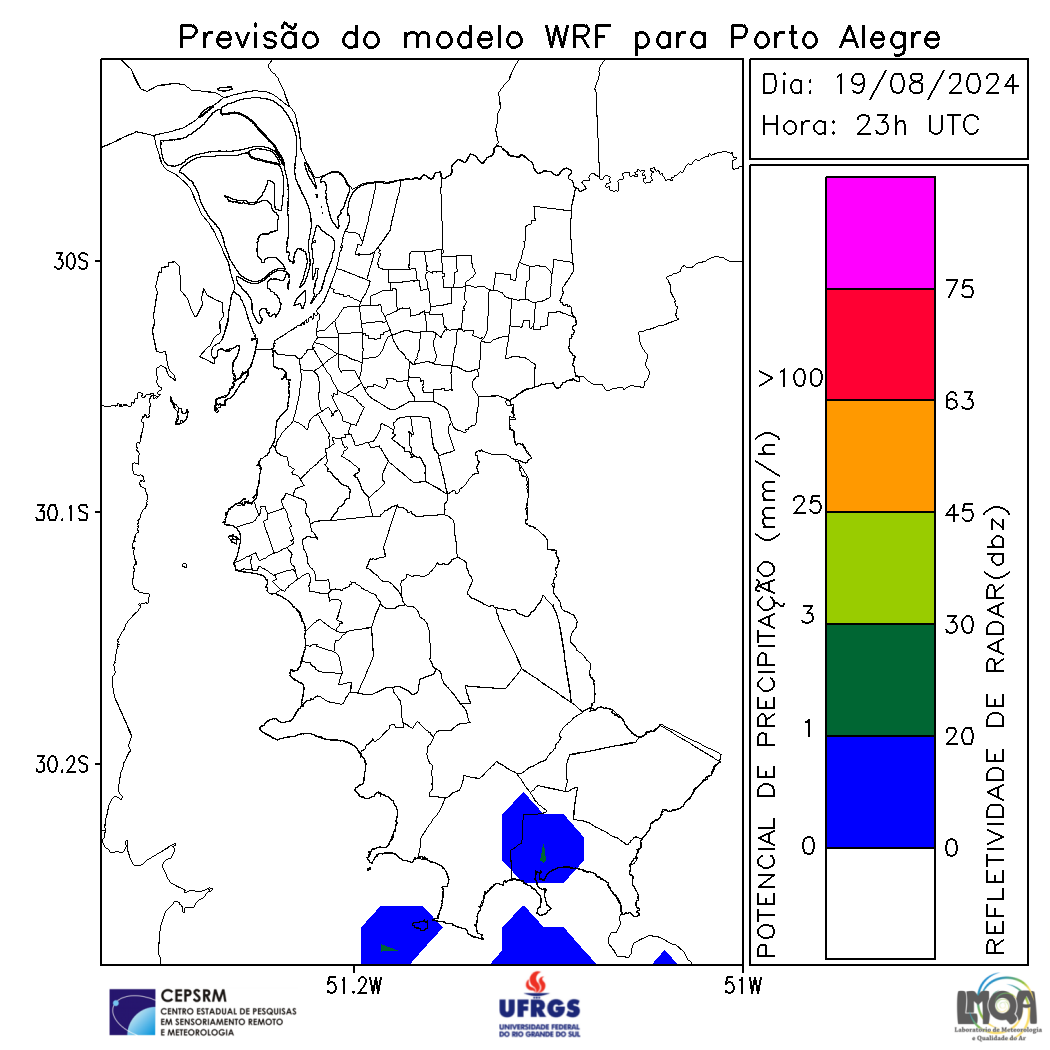 Previsão do modelo WRF para Porto Alegre
Dia: 19/08/2024
Hora: 23h UTC
30S
30.1S
30.2S
51.2W
51W
POTENCIAL DE PRECIPITAÇÃO (mm/h)
>100
25
3
1
0
75
63
45
30
20
0
REFLETIVIDADE DE RADAR(dbz)
CEPSRM
CENTRO ESTADUAL DE PESQUISAS
EM SENSORIAMENTO REMOTO
E METEOROLOGIA
UFRGS
UNIVERSIDADE FEDERAL
DO RIO GRANDE DO SUL
LMQA
Laboratório de Meteorologia
e Qualidade do Ar